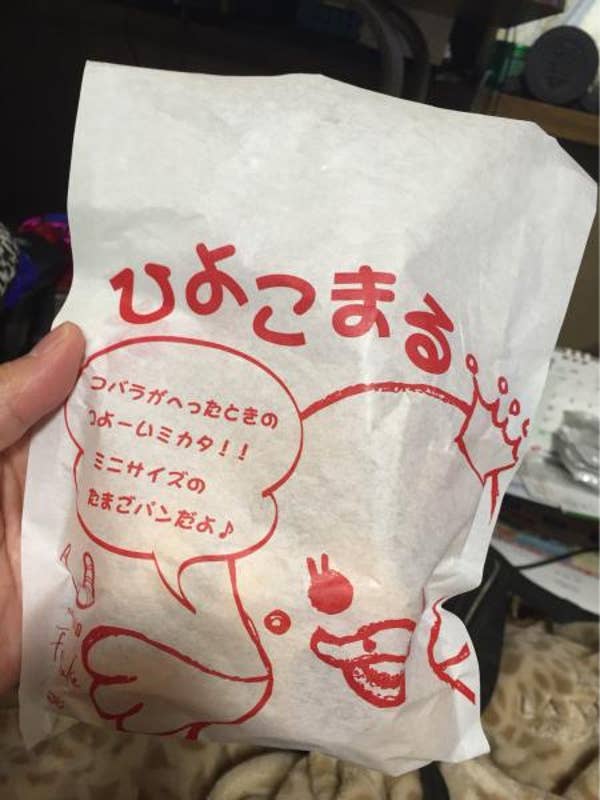 ひよこまる
コバラがへったときの
つよーいミカタ！！
ミニサイズの
たまごパンだよ♪